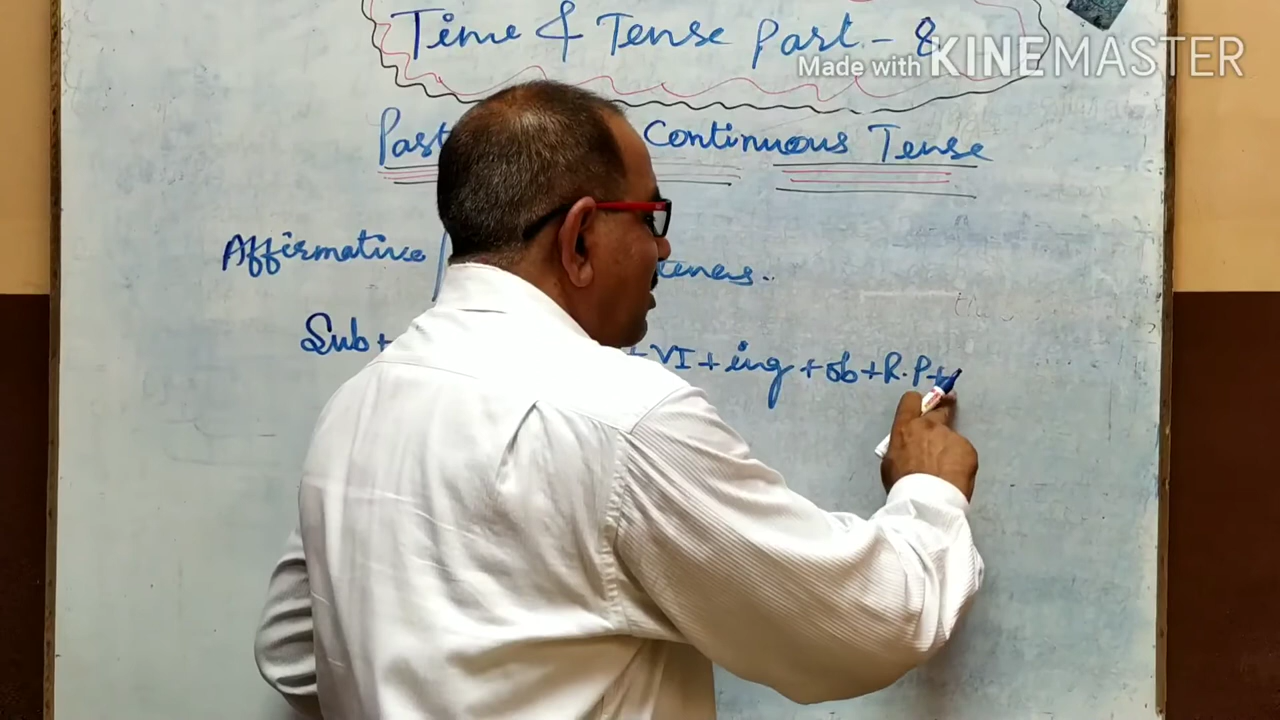 Time & Tense Part - 8
Made with KINEMASTER
Past Continuous Tense
Affirmative
Sub +
+ VI + ing + ob + R.P +